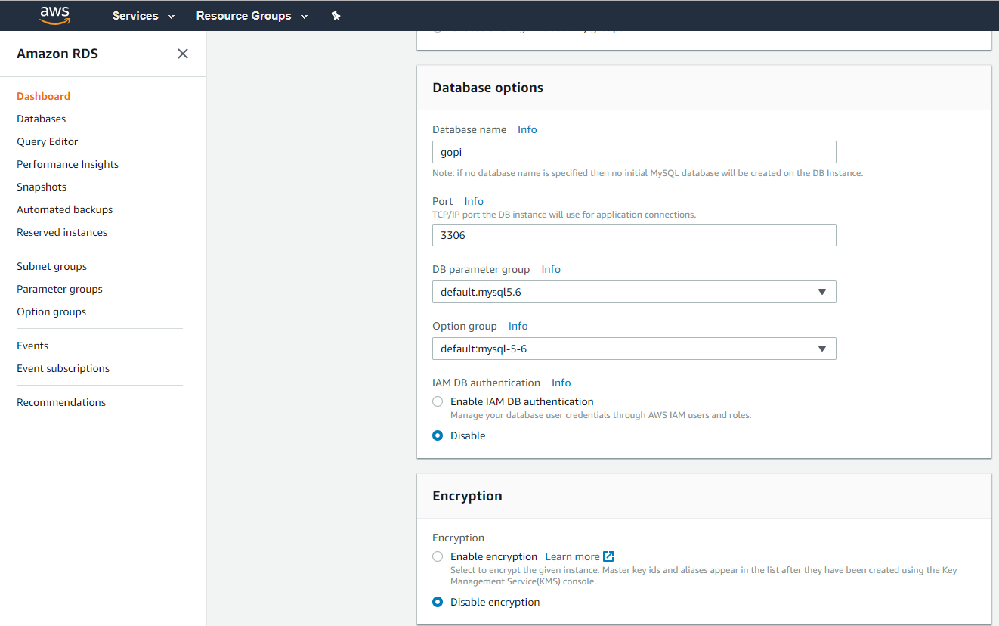 aws
Services
Resource Groups
Amazon RDS
Dashboard
Databases
Query Editor
Performance Insights
Snapshots
Automated backups
Reserved instances
Subnet groups
Parameter groups
Option groups
Events
Event subscriptions
Recommendations
Database options
Database name Info
gopi
Note: if no database name is specified then no initial MySQL database will be created on the DB Instance.
Port Info
TCP/IP port the DB instance will use for application connections.
3306
DB parameter group Info
default.mysql5.6
Option group Info
default:mysql-5-6
IAM DB authentication Info
Enable IAM DB authentication
Manage your database user credentials through AWS IAM users and roles.
Disable
Encryption
Encryption
Enable encryption Learn more
Select to encrypt the given instance. Master key ids and aliases appear in the list after they have been created using the Key
Management Service(KMS) console.
Disable encryption